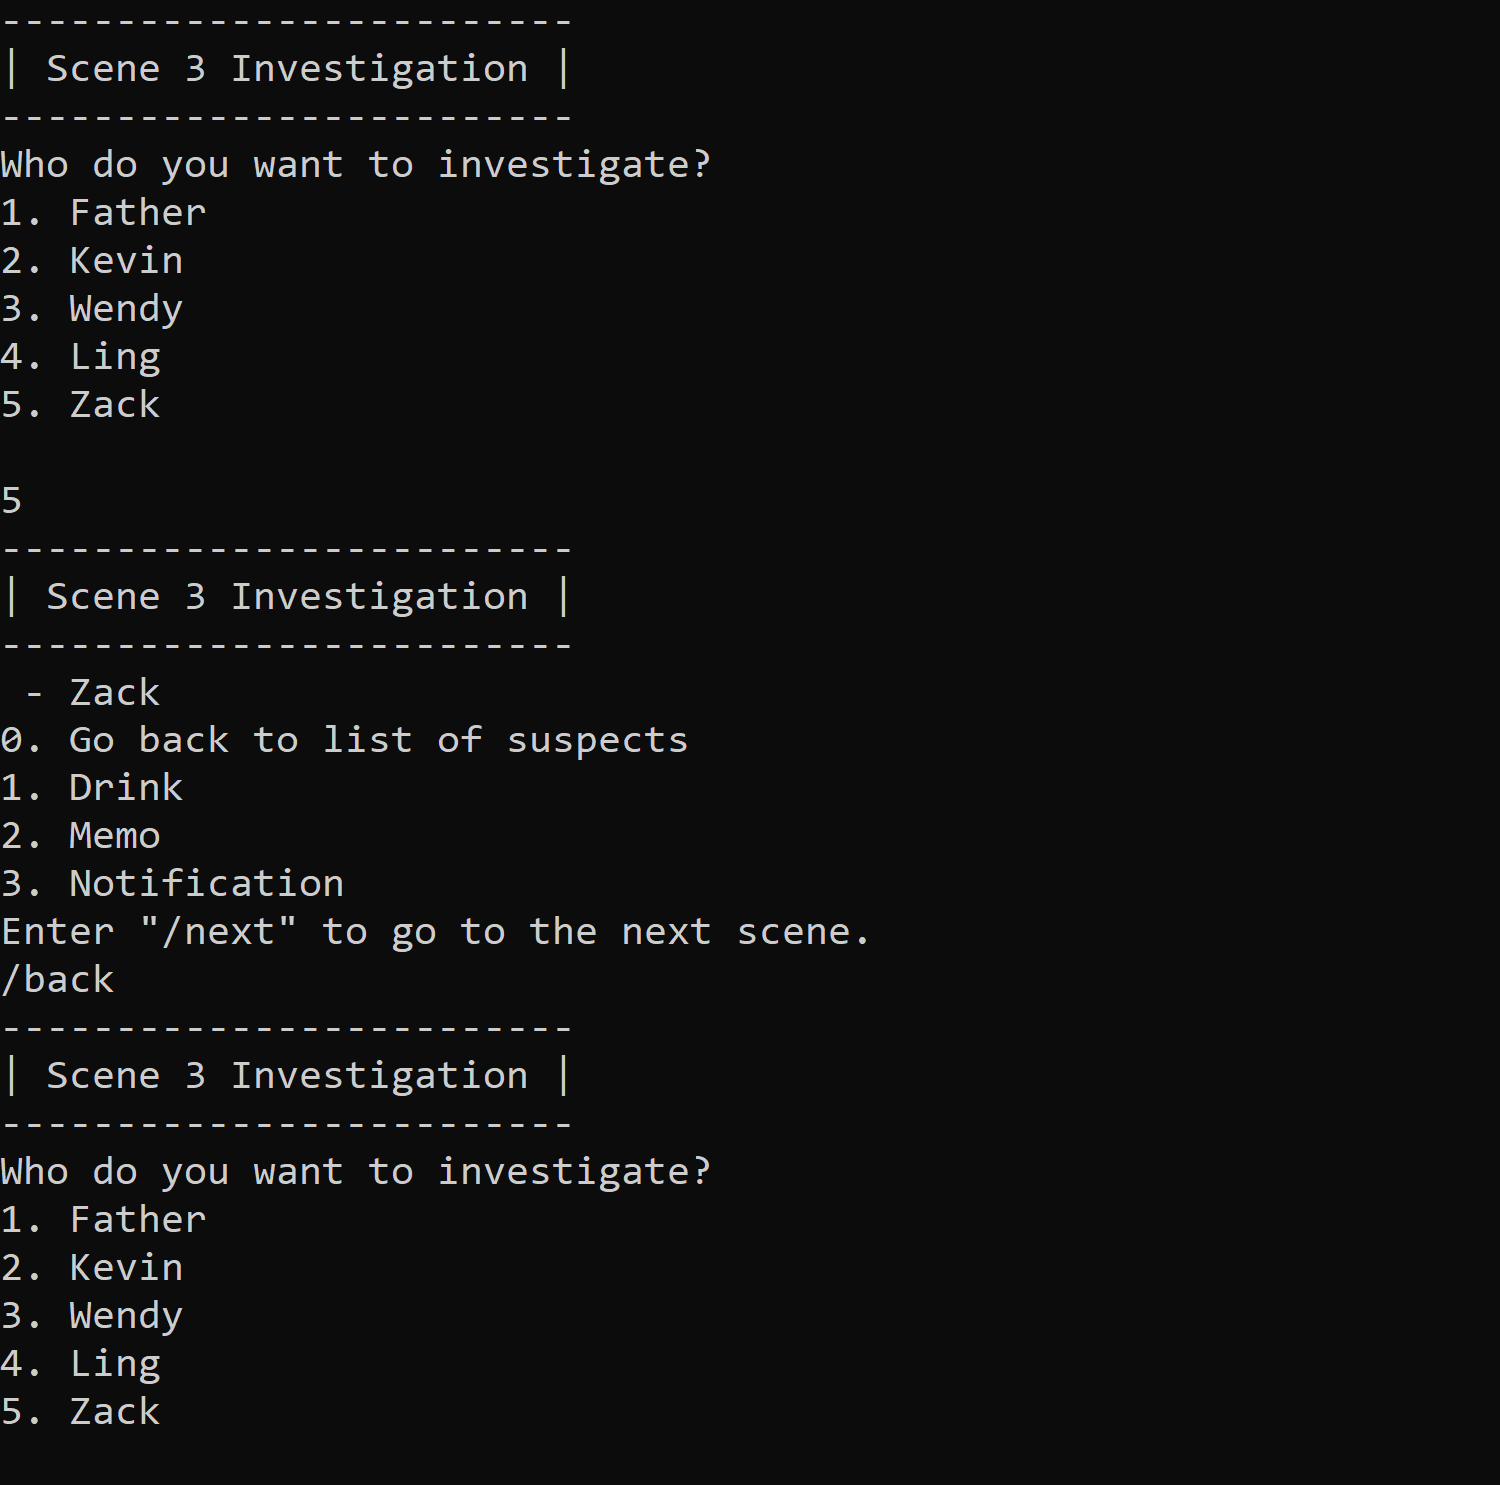 -------------------------
| Scene 3 Investigation |
-------------------------
Who do you want to investigate?
1. Father
2. Kevin
3. Wendy
4. Ling
5. Zack

5
-------------------------
| Scene 3 Investigation |
-------------------------
 - Zack
0. Go back to list of suspects
1. Drink
2. Memo
3. Notification
Enter "/next" to go to the next scene.
/back
-------------------------
| Scene 3 Investigation |
-------------------------
Who do you want to investigate?
1. Father
2. Kevin
3. Wendy
4. Ling
5. Zack